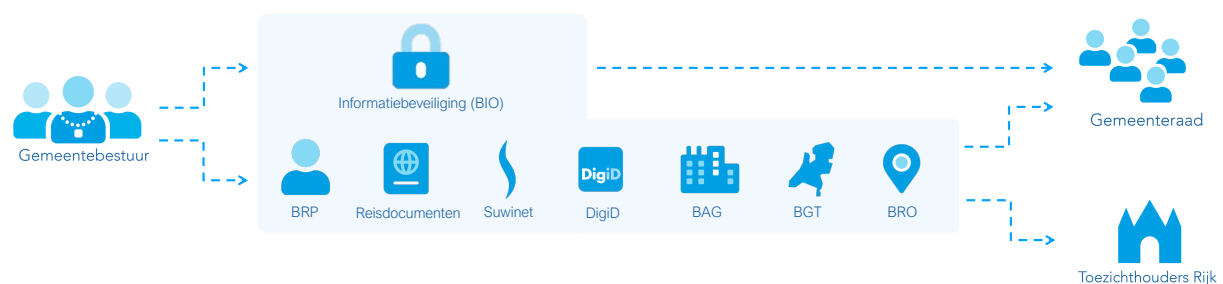 Informatiebeveiliging (BIO)
Gemeenteraad
Gemeentebestuur
DigiD
BRP
Reisdocumenten
Suwinet
DigiD
BAG
BGT
BRO
Toezichthouders Rijk